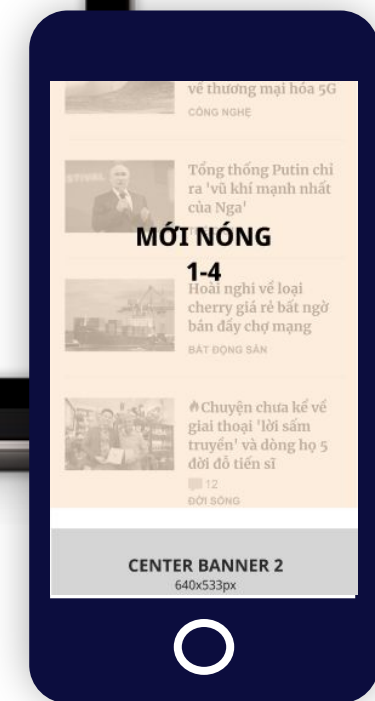 về thương mại hóa 5G
CÔNG NGHỆ
Tổng thống Putin chỉ
ra 'vũ khí mạnh nhất
của Nga'
MỚI NÓNG
1-4
Hoài nghi về loại
cherry giá rẻ bất ngờ
bán đầy chợ mạng
BẤT ĐỘNG SẢN
Chuyện chưa kể về
giai thoại 'lời sấm
truyền' và dòng họ 5
đời đỗ tiến sĩ
12
ĐỜI SỐNG
CENTER BANNER 2
640x533px